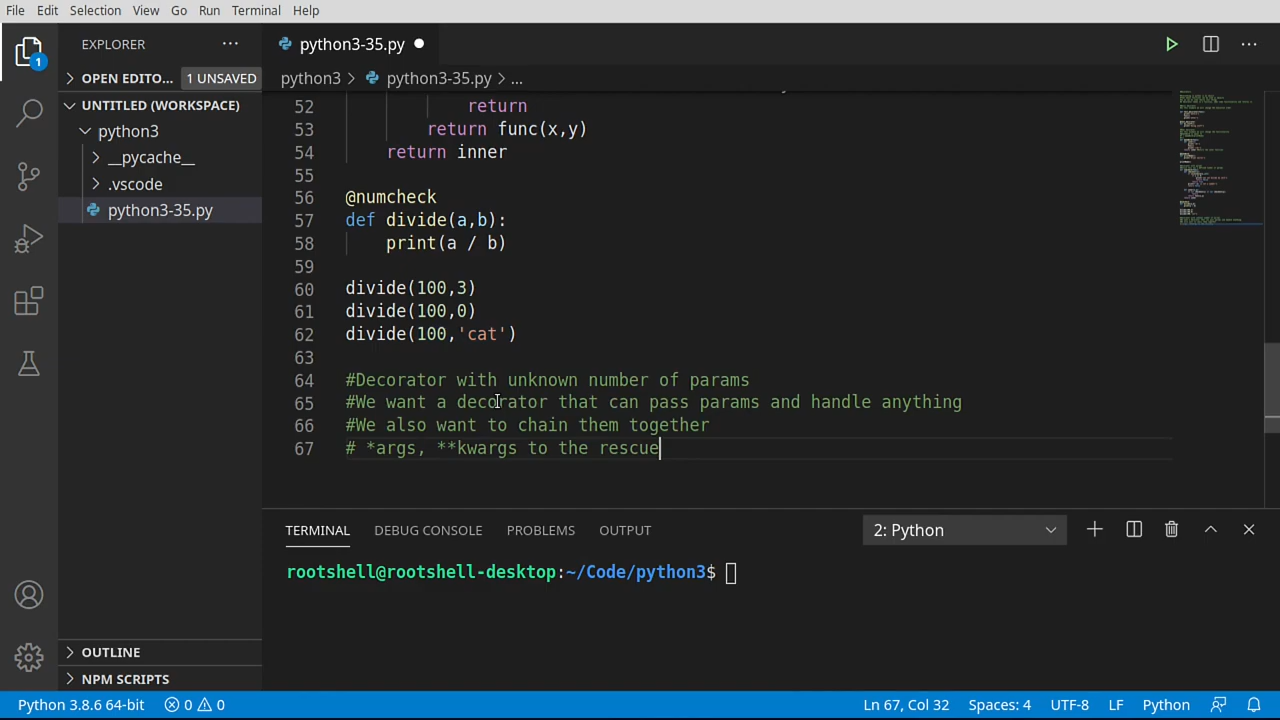 File Edit Selection View Go Run Terminal Help
EXPLORER ...
python3-35.py
1
OPEN EDITO... 1 UNSAVED
python3 > python3-35.py > ...
UNTITLED (WORKSPACE)
python3
__pycache__
.vscode
python3-35.py
52 return
53 return func(x,y)
54 return inner
55
56 @numcheck
57 def divide(a,b):
58 print(a / b)
59
60 divide(100,3)
61 divide(100,0)
62 divide(100,'cat')
63
64 #Decorator with unknown number of params
65 #We want a decorator that can pass params and handle anything
66 #We also want to chain them together
67 # *args, **kwargs to the rescue
TERMINAL DEBUG CONSOLE PROBLEMS OUTPUT 2: Python
rootshell@rootshell-desktop:~/Code/python3$
OUTLINE
NPM SCRIPTS
Python 3.8.6 64-bit 0 0 Ln 67, Col 32 Spaces: 4 UTF-8 LF Python